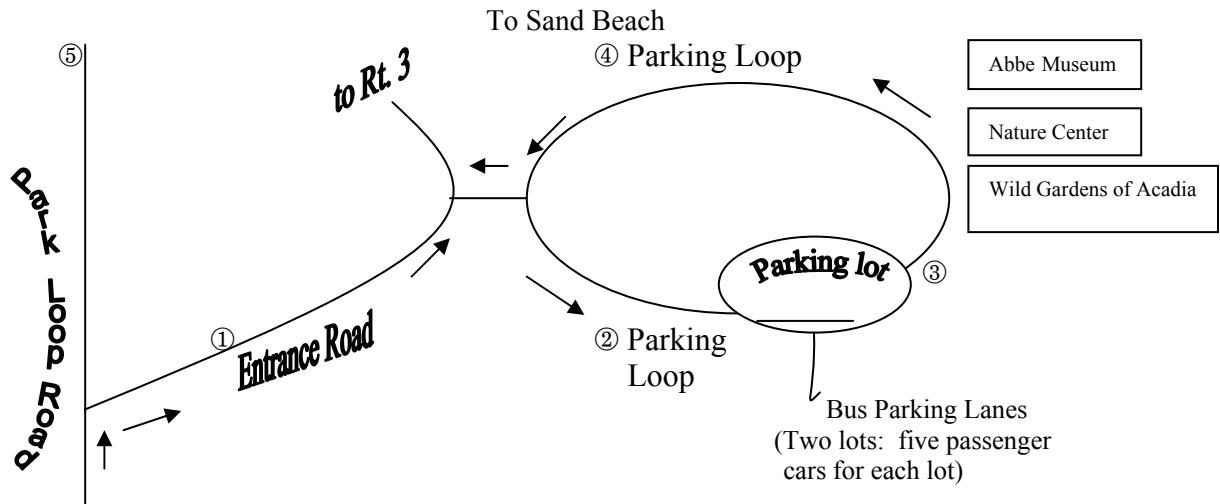 To Sand Beach
⑤
④ Parking Loop
to Rt. 3
Abbe Museum
Nature Center
Wild Gardens of Acadia
Park Loop Road
Parking lot
③
①
Entrance Road
② Parking
Loop
Bus Parking Lanes
(Two lots: five passenger
cars for each lot)